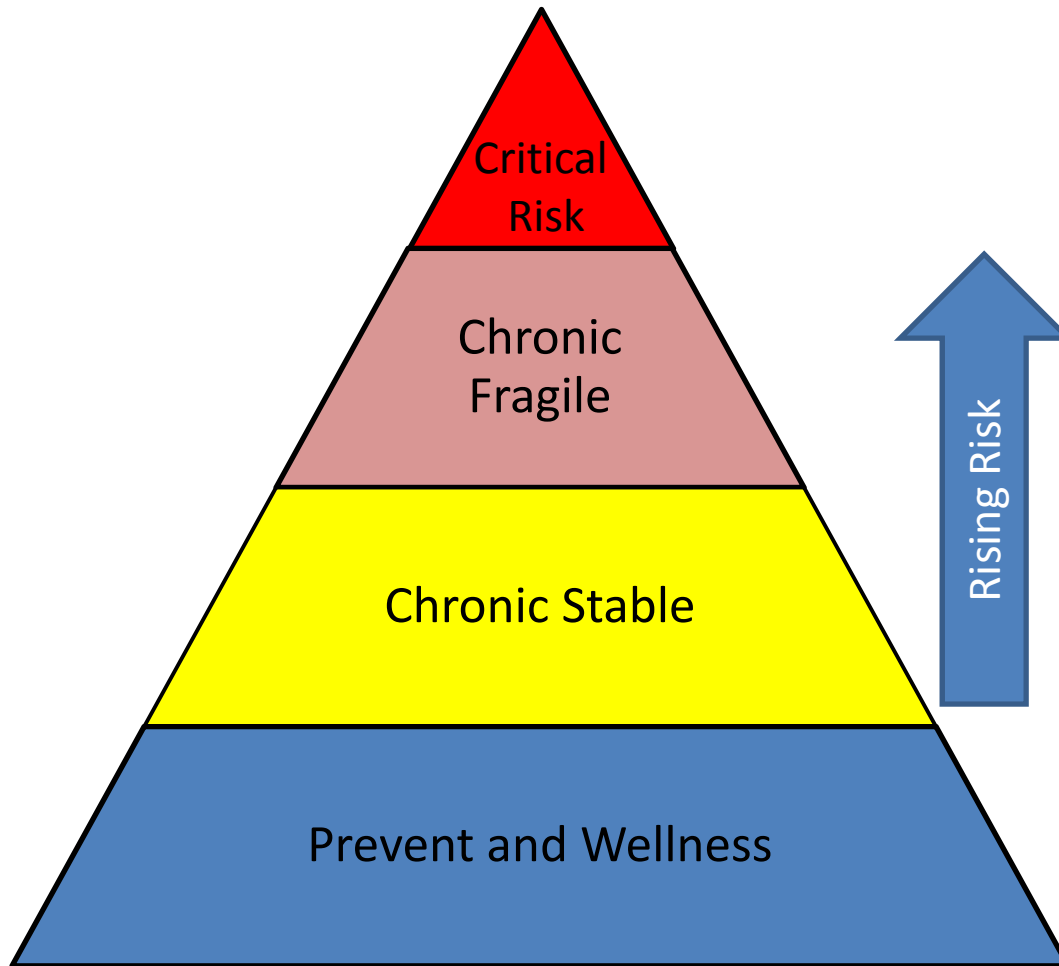 Critical
Risk
Chronic
Fragile
Rising Risk
Chronic Stable
Prevent and Wellness